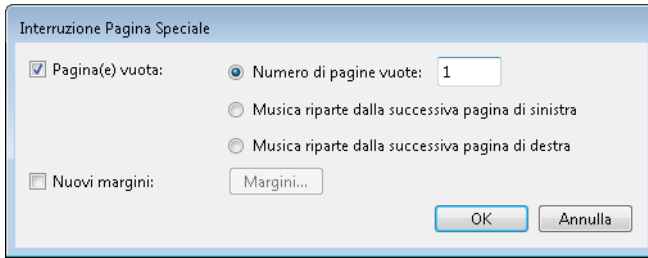 Interruzione Pagina Speciale
Pagina(e) vuota:
Numero di pagine vuote: 1
Musica riparte dalla successiva pagina di sinistra
Musica riparte dalla successiva pagina di destra
Nuovi margini: Margini...
OK Annulla